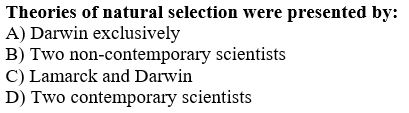 Theories of natural selection were presented by:
A) Darwin exclusively
B) Two non-contemporary scientists
C) Lamarck and Darwin
D) Two contemporary scientists